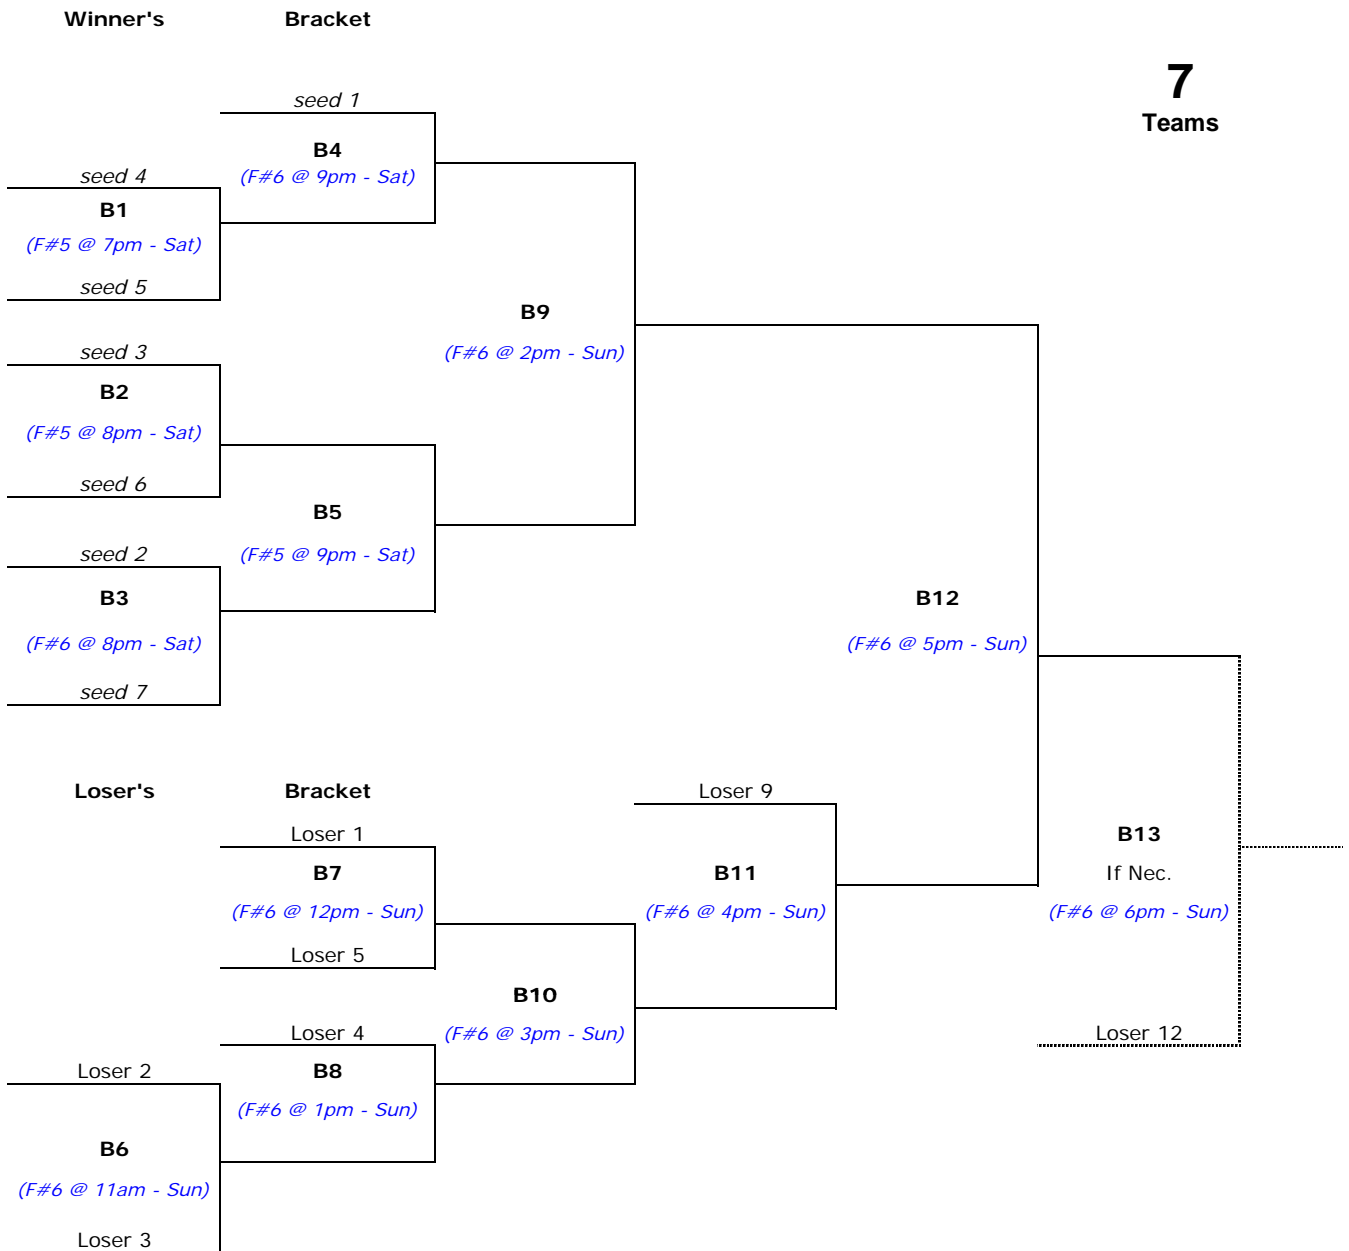 Winner's Bracket
7
Teams
seed 1
B4
(F#6 @ 9pm - Sat)
seed 4
B1
(F#5 @ 7pm - Sat)
seed 5
B9
(F#6 @ 2pm - Sun)
seed 3
B2
(F#5 @ 8pm - Sat)
seed 6
B5
(F#5 @ 9pm - Sat)
seed 2
B3
(F#6 @ 8pm - Sat)
seed 7
B12
(F#6 @ 5pm - Sun)
Loser's Bracket
Loser 9
Loser 1
B7
(F#6 @ 12pm - Sun)
Loser 5
B11
(F#6 @ 4pm - Sun)
B13
If Nec.
(F#6 @ 6pm - Sun)
B10
(F#6 @ 3pm - Sun)
Loser 4
B8
(F#6 @ 1pm - Sun)
Loser 12
Loser 2
B6
(F#6 @ 11am - Sun)
Loser 3